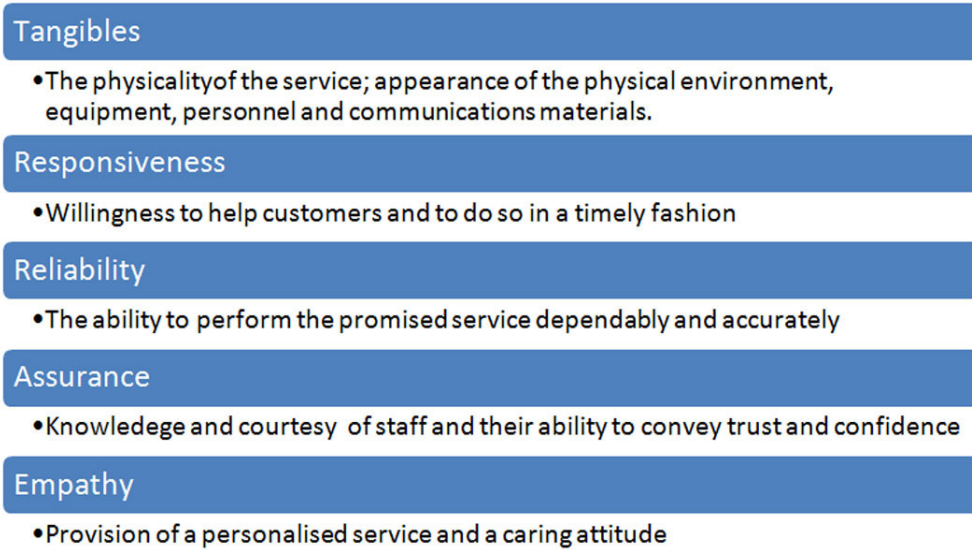 Tangibles
•The physicalityof the service; appearance of the physical environment,
equipment, personnel and communications materials.
Responsiveness
•Willingness to help customers and to do so in a timely fashion
Reliability
•The ability to perform the promised service dependably and accurately
Assurance
•Knowledege and courtesy of staff and their ability to convey trust and confidence
Empathy
•Provision of a personalised service and a caring attitude